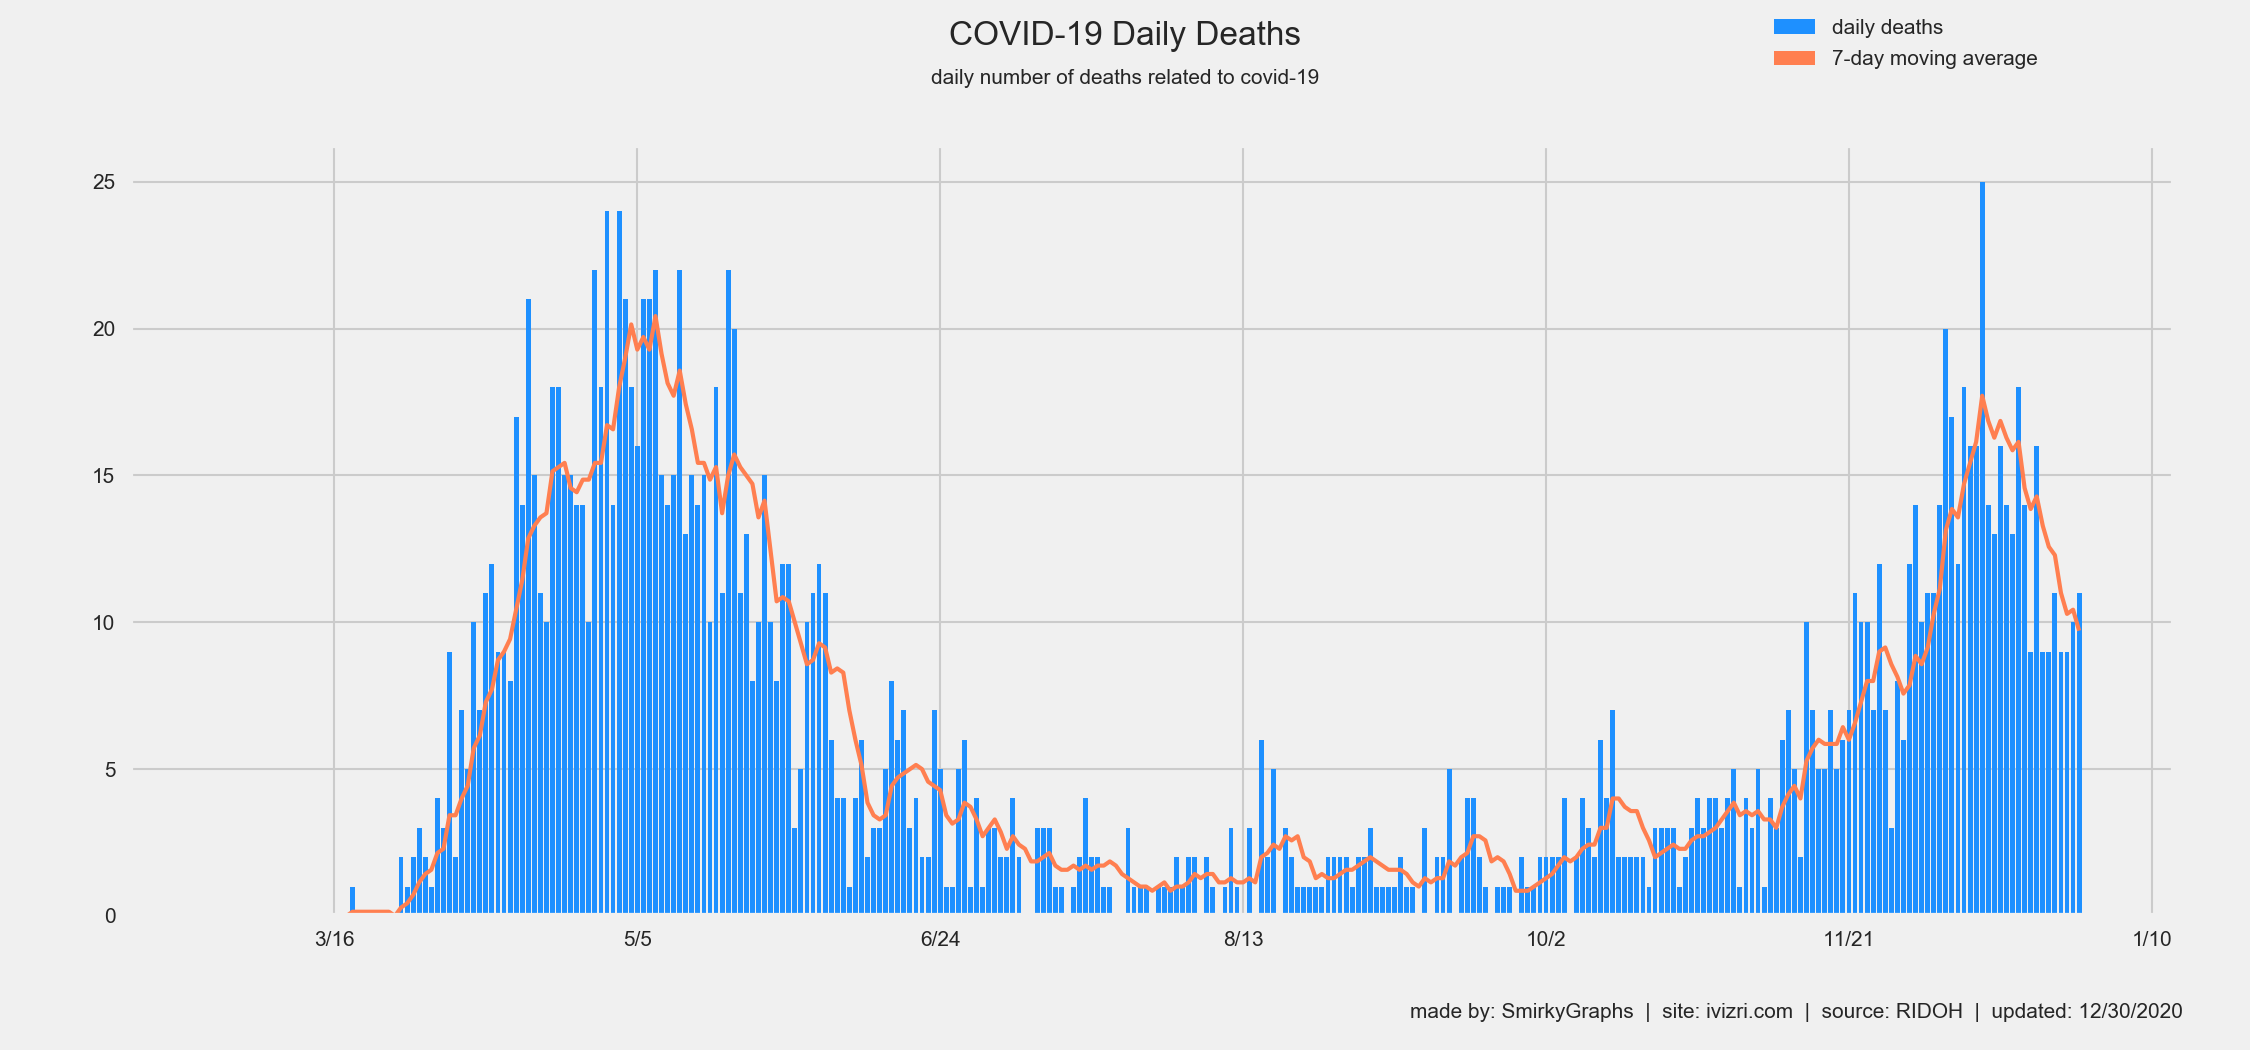 COVID-19 Daily Deaths
daily number of deaths related to covid-19
daily deaths
7-day moving average
25
20
15
10
5
0
3/16 5/5 6/24 8/13 10/2 11/21 1/10
made by: SmirkyGraphs | site: ivizri.com | source: RIDOH | updated: 12/30/2020